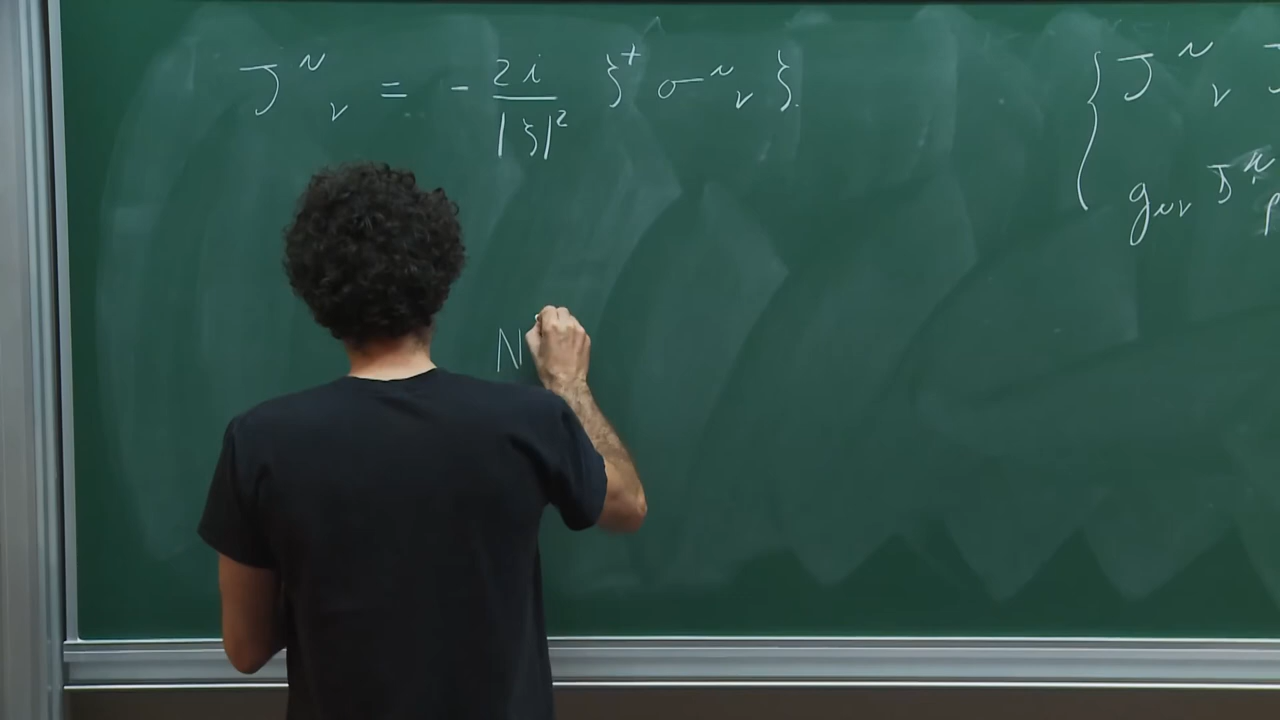 J^μ_ν = - 2i/|ζ|² ζ† σ^μ_ν ζ
{ J^μ_ν J
g_μν J^μ_ρ
N